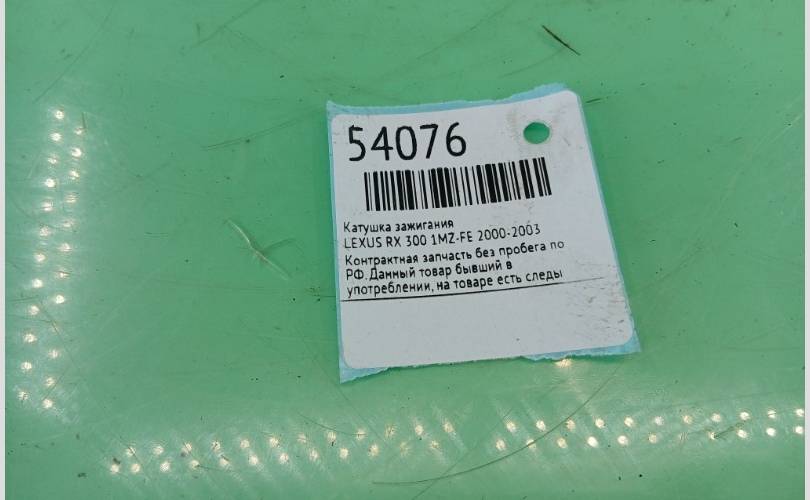 54076
Катушка зажигания
LEXUS RX 300 1MZ-FE 2000-2003
Контрактная запчасть без пробега по
РФ. Данный товар бывший в
употреблении, на товаре есть следы